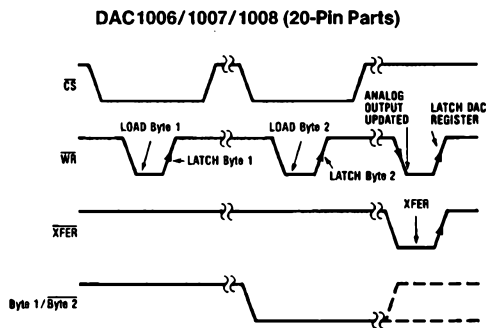 DAC1006/1007/1008 (20-Pin Parts)
CS
ANALOG
OUTPUT
UPDATED
LATCH DAC
REGISTER
LOAD Byte 1
LOAD Byte 2
WR
LATCH Byte 1
LATCH Byte 2
XFER
XFER
Byte 1/Byte 2